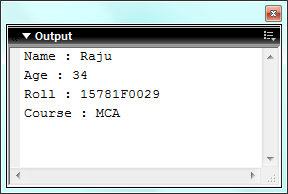 Output
Name : Raju
Age : 34
Roll : 15781F0029
Course : MCA